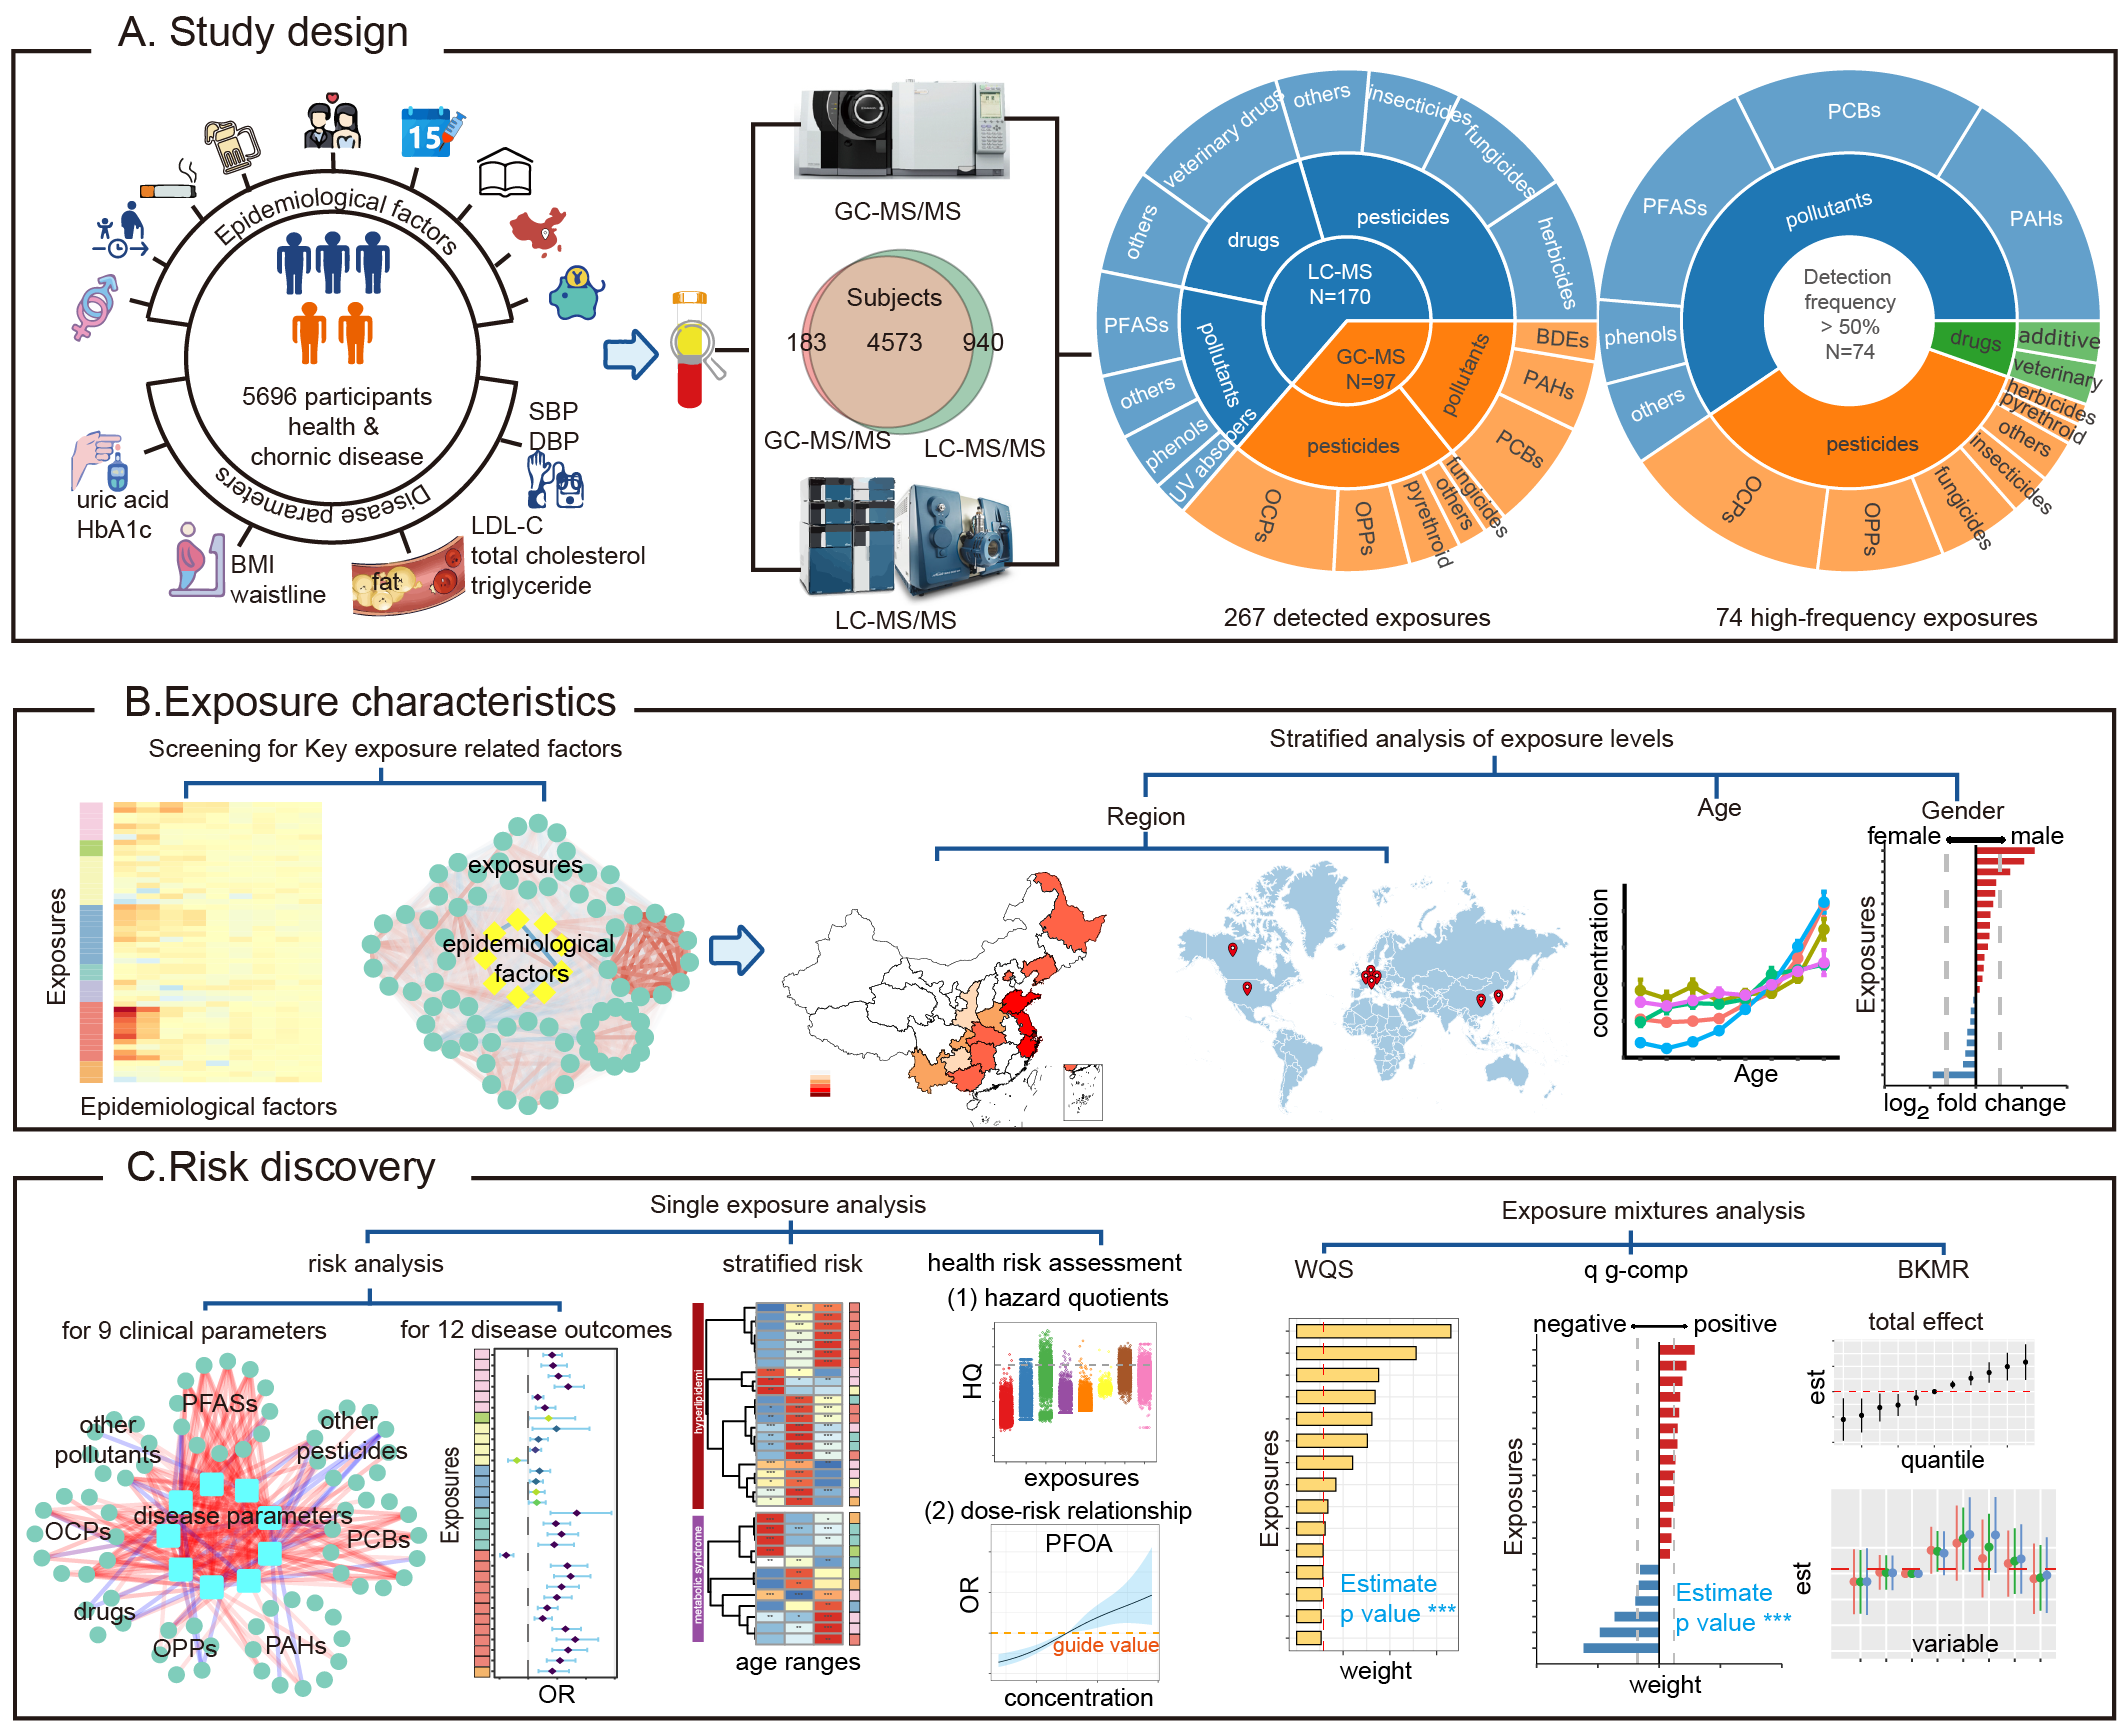 A. Study design
15
Epidemiological factors
5696 participants
health &
chornic disease
Disease parameters
SBP
DBP
uric acid
HbA1c
BMI
waistline
fat
LDL-C
total cholesterol
triglyceride
GC-MS/MS
Subjects
183
4573
940
GC-MS/MS
LC-MS/MS
LC-MS/MS
LC-MS
N=170
GC-MS
N=97
drugs
pesticides
pollutants
pollutants
pesticides
veterinary drugs
others
insecticides
fungicides
herbicides
others
PFASs
others
phenols
UV absopers
BDEs
PAHs
PCBs
fungicides
others
pyrethroid
OPPs
OCPs
267 detected exposures
Detection
frequency
> 50%
N=74
pollutants
drugs
pesticides
PCBs
PFASs
PAHs
phenols
others
additive
veterinary
herbicides
pyrethroid
others
insecticides
fungicides
OPPs
OCPs
74 high-frequency exposures
B.Exposure characteristics
Screening for Key exposure related factors
Exposures
Epidemiological factors
exposures
epidemiological
factors
Stratified analysis of exposure levels
Region
Age
concentration
Age
Gender
female
male
Exposures
log2 fold change
C.Risk discovery
Single exposure analysis
risk analysis
for 9 clinical parameters
PFASs
other
pollutants
other
pesticides
disease parameters
OCPs
PCBs
drugs
OPPs
PAHs
for 12 disease outcomes
Exposures
OR
stratified risk
hyperlipidemi
metabolic syndrome
age ranges
health risk assessment
(1) hazard quotients
HQ
exposures
(2) dose-risk relationship
PFOA
OR
guide value
concentration
Exposure mixtures analysis
WQS
Exposures
Estimate
p value ***
weight
q g-comp
negative
positive
Exposures
Estimate
p value ***
weight
BKMR
total effect
est
quantile
est
variable